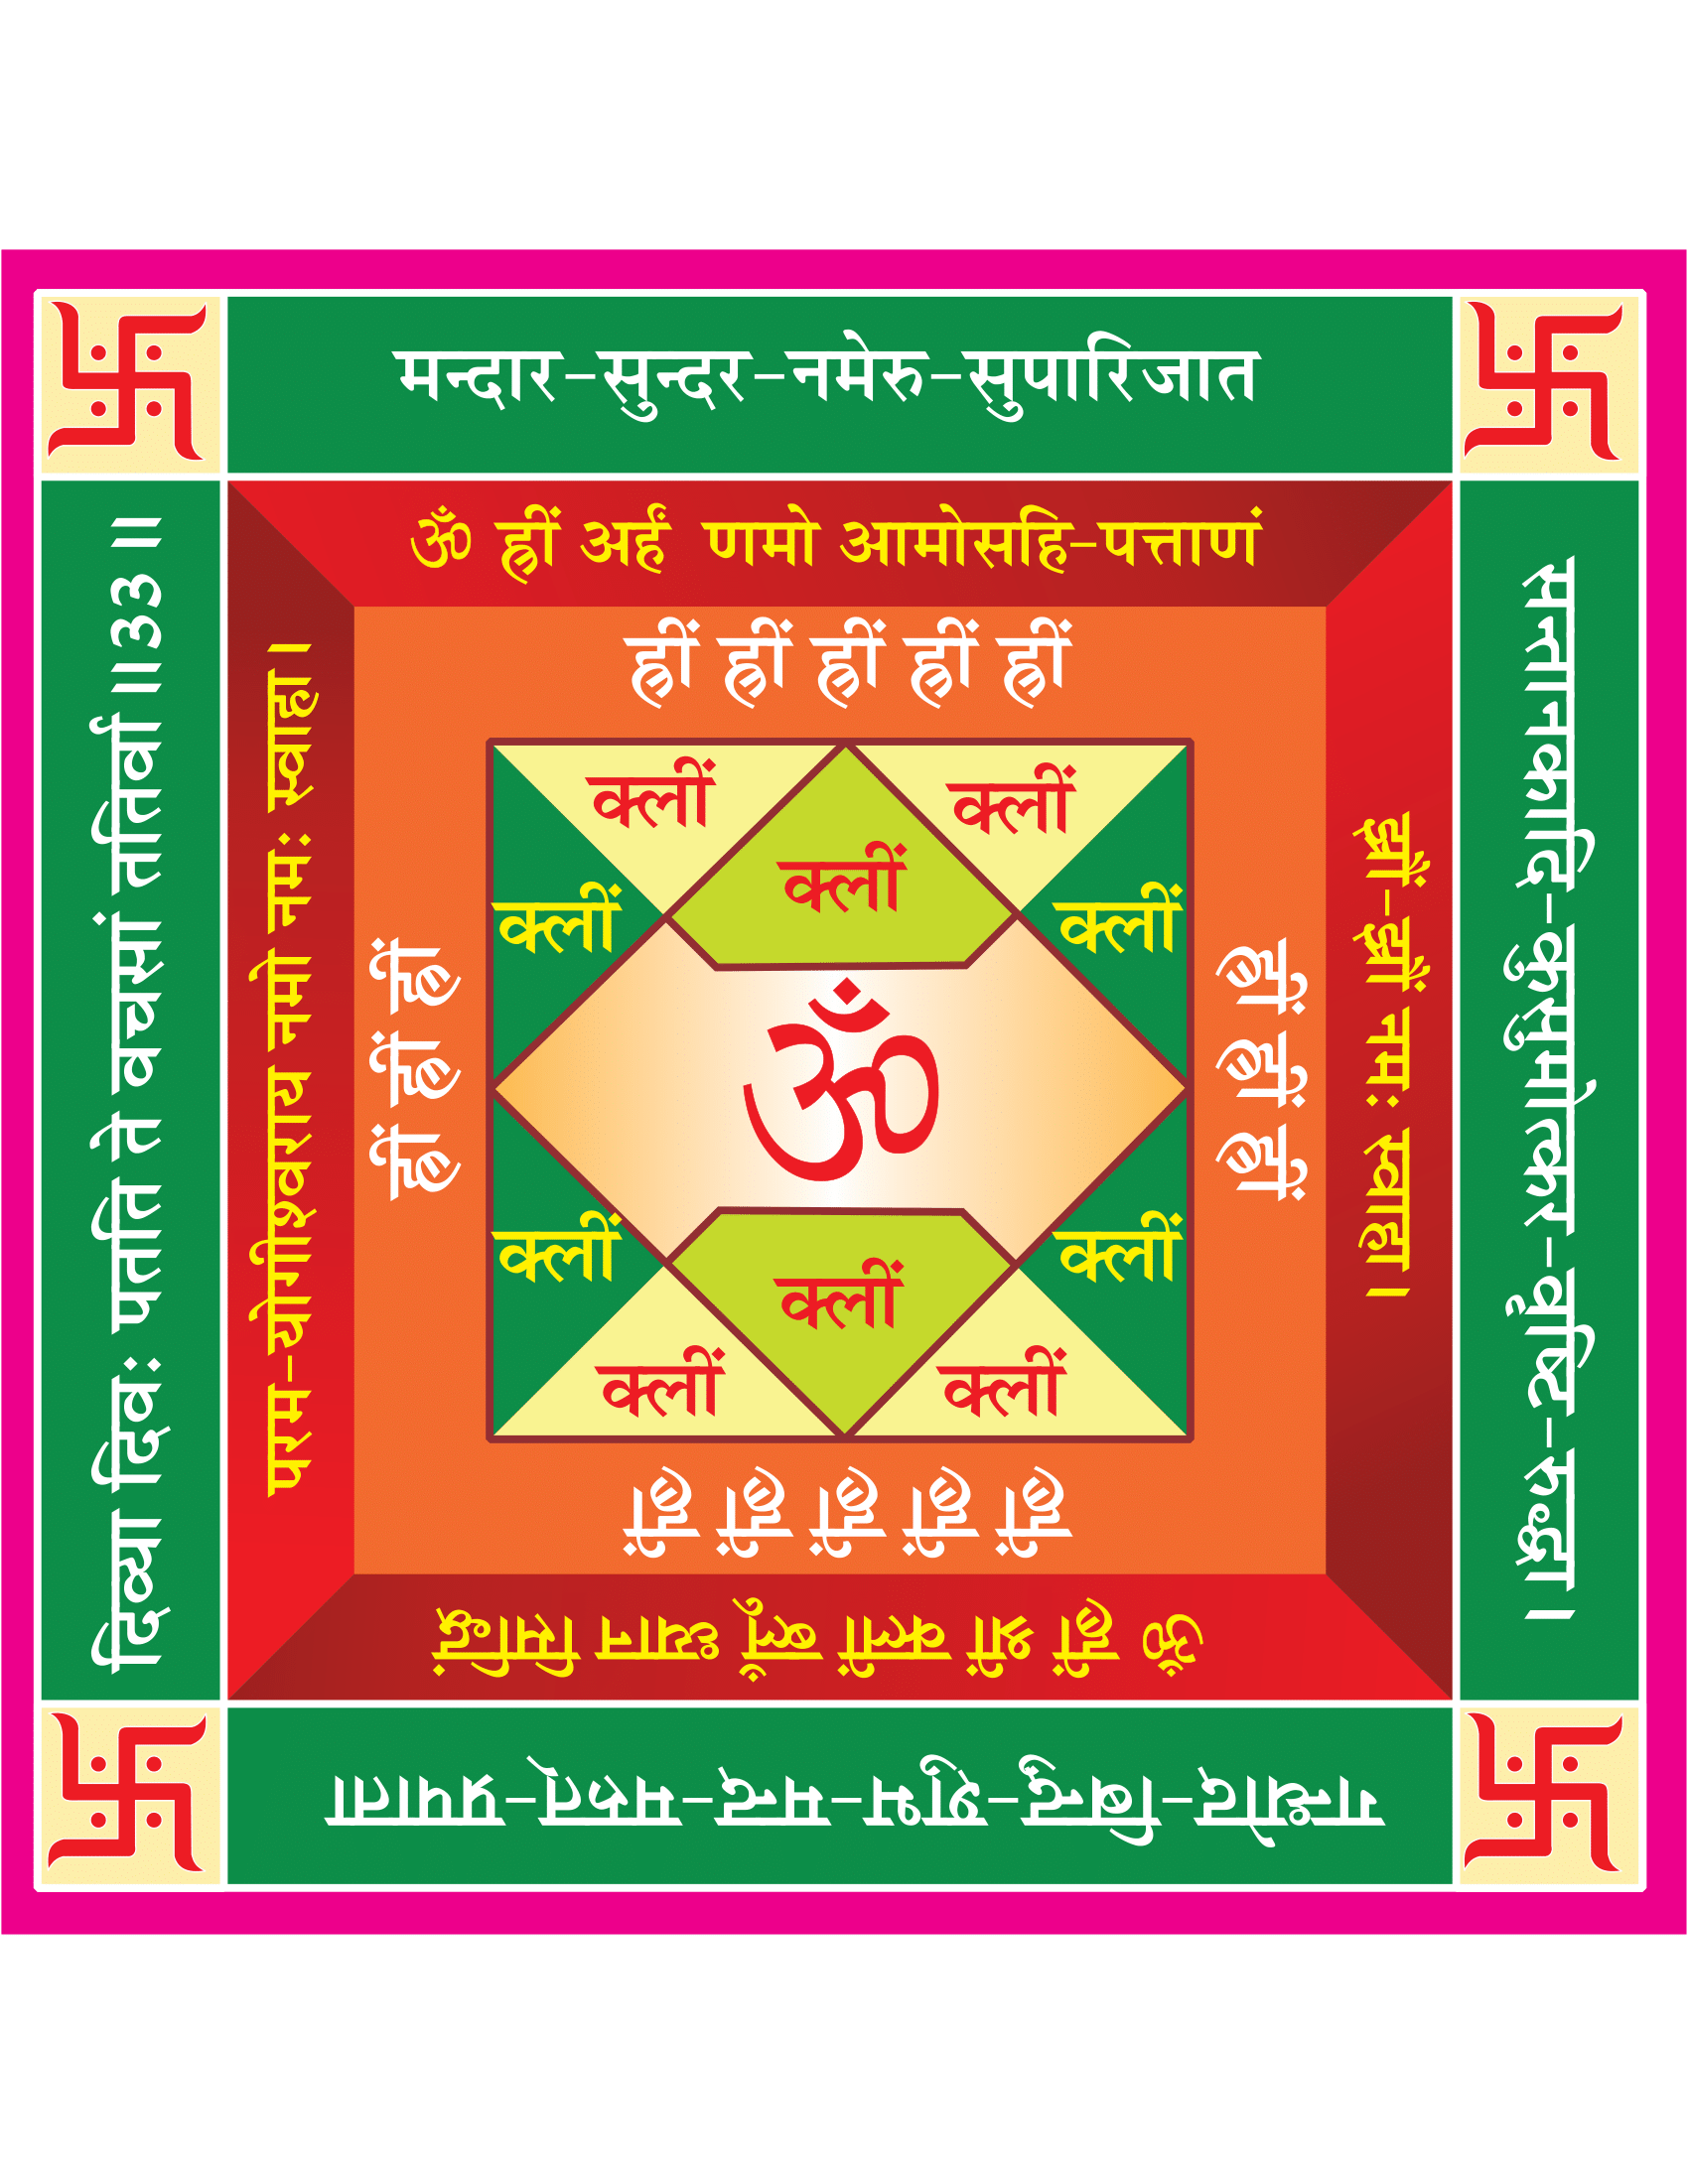 मन्दार-सुन्दर-नमेरु-सुपारिजात
सन्तानकादि-कुसुमोत्कर-वृष्टि-रुद्धा।
गन्धोद-बिन्दु-शुभ-मन्द-मरुत्-प्रपाता
दिव्या दिवः पतति ते वचसां ततिर्वा ॥33॥
ॐ ह्रीं अर्हं णमो आमोसहि-पत्ताणं
झ्रौं-झ्रौं नमः स्वाहा।
ॐ ह्रीं श्रीं क्लीं ब्लूं ध्यान सिद्धिं
परम-योगीश्वराय नमो नमः स्वाहा।
ह्रीं ह्रीं ह्रीं ह्रीं ह्रीं
ह्रीं ह्रीं ह्रीं
ह्रीं ह्रीं ह्रीं ह्रीं ह्रीं
ह्रीं ह्रीं ह्रीं
क्लीं क्लीं
क्लीं
क्लीं क्लीं
ॐ
क्लीं क्लीं
क्लीं
क्लीं क्लीं